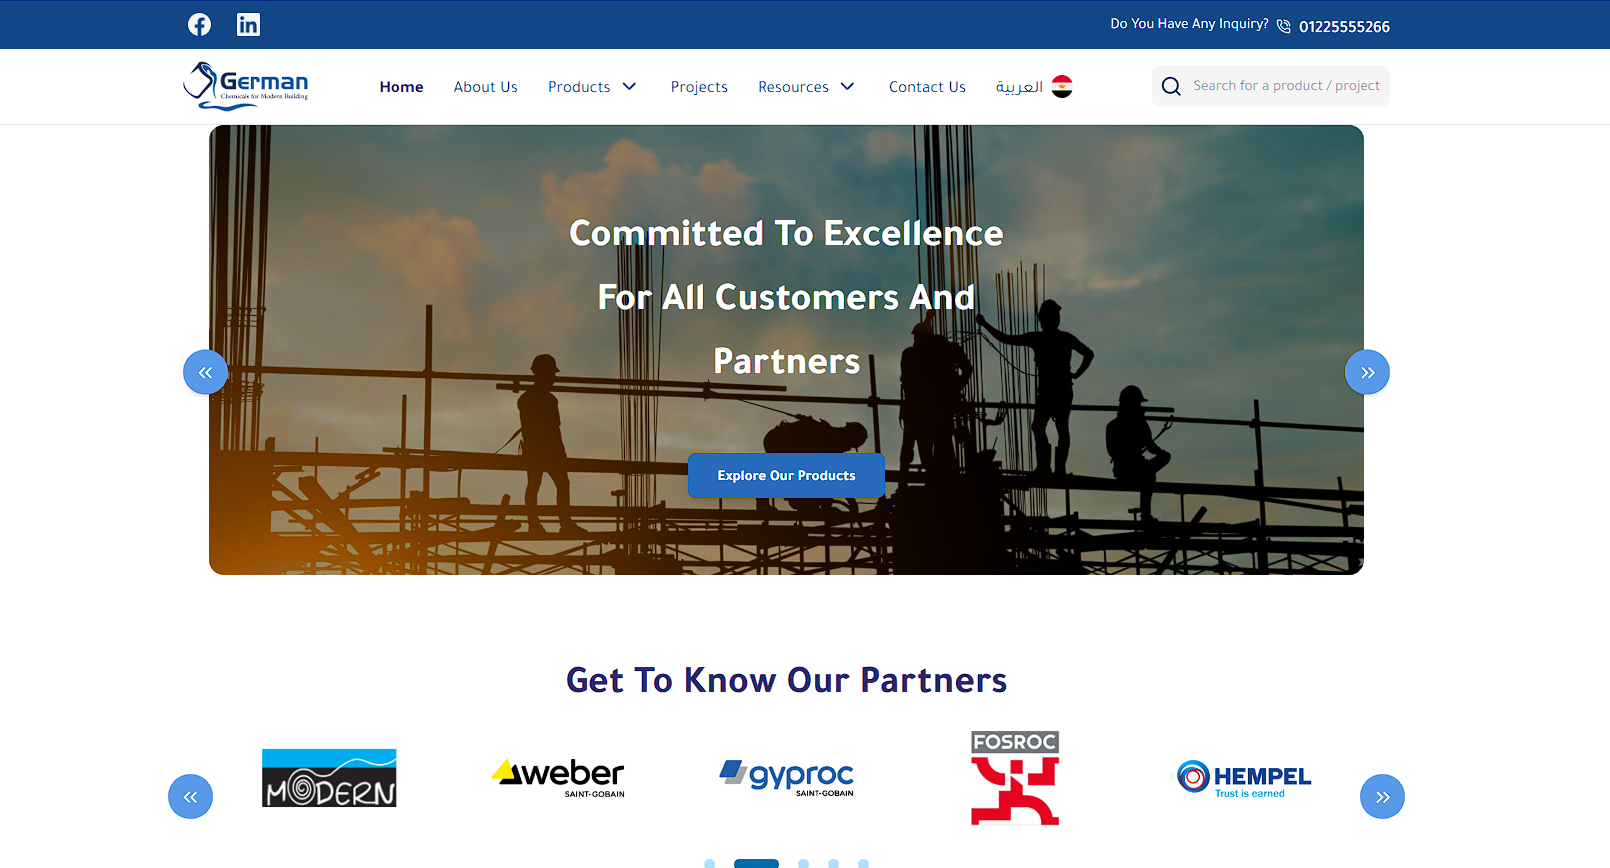 Do You Have Any Inquiry? 01225555266
German
Chemicals for Modern Building
Home About Us Products Projects Resources Contact Us العربية
Search for a product / project
Committed To Excellence
For All Customers And
Partners
Explore Our Products
Get To Know Our Partners
MODERN
weber
SAINT-GOBAIN
gyproc
SAINT-GOBAIN
FOSROC
HEMPEL
Trust is earned